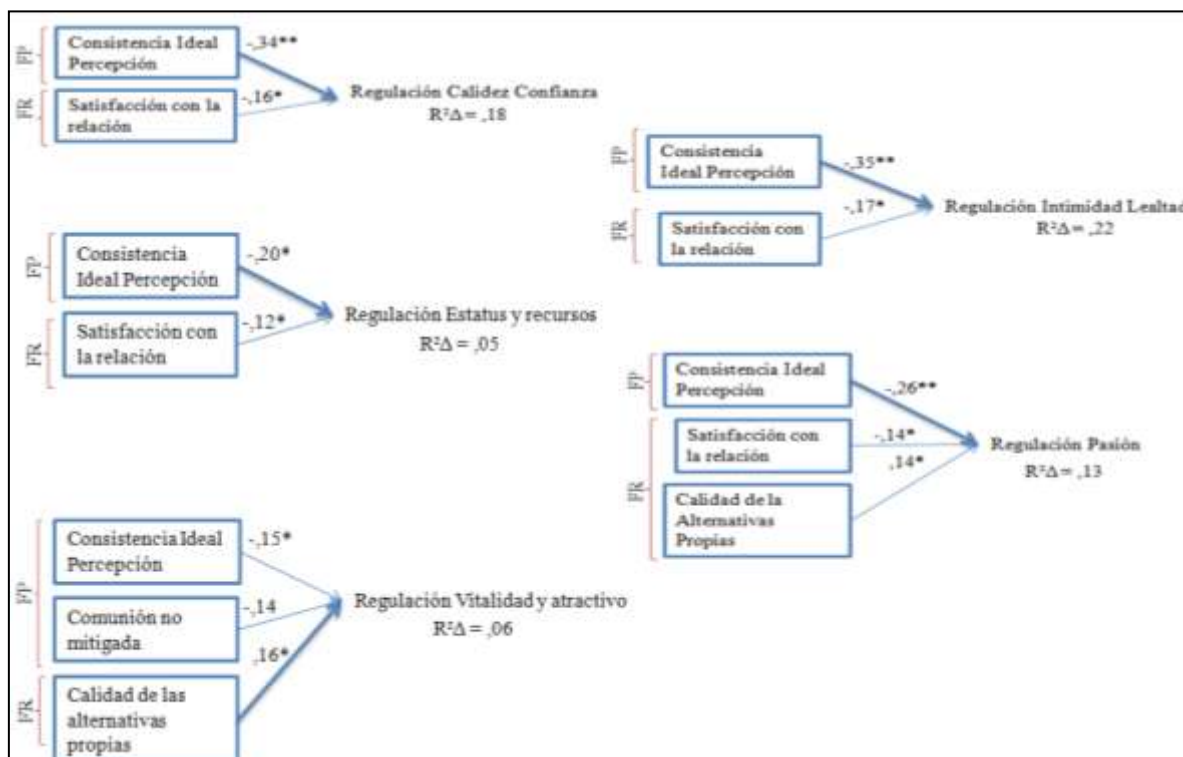 FP
Consistencia Ideal
Percepción
-,34**
FR
Satisfacción con la
relación
-,16*
Regulación Calidez Confianza
R²Δ = ,18
FP
Consistencia
Ideal Percepción
-,35**
FR
Satisfacción con
la relación
-,17*
Regulación Intimidad Lealtad
R²Δ = ,22
FP
Consistencia
Ideal Percepción
-,20*
FR
Satisfacción con
la relación
-,12*
Regulación Estatus y recursos
R²Δ = ,05
FP
Consistencia Ideal
Percepción
-,26**
FR
Satisfacción con
la relación
-,14*
Calidad de la
Alternativas
Propias
,14*
Regulación Pasión
R²Δ = ,13
FP
Consistencia Ideal
Percepción
-,15*
Comunión no
mitigada
-,14
FR
Calidad de las
alternativas
propias
,16*
Regulación Vitalidad y atractivo
R²Δ = ,06